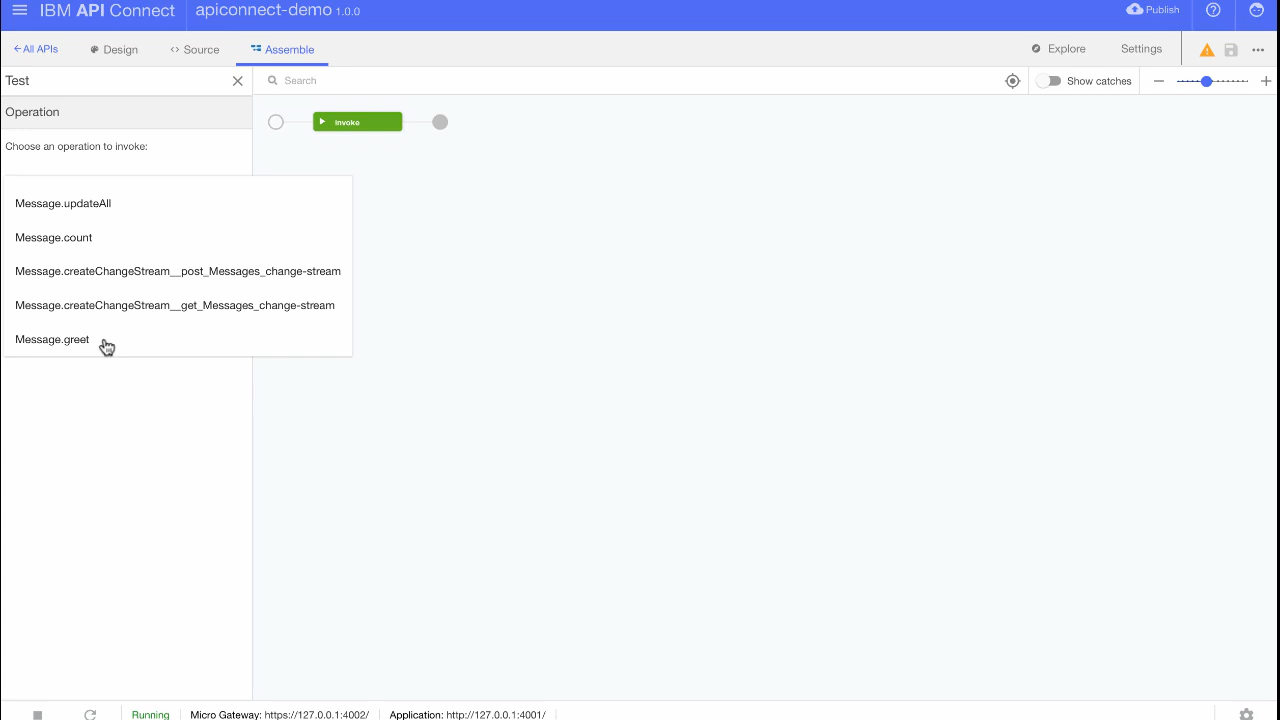 IBM API Connect apiconnect-demo 1.0.0 Publish
All APIs Design Source Assemble Explore Settings
Test Search Show catches
Operation
invoke
Choose an operation to invoke:
Message.updateAll
Message.count
Message.createChangeStream__post_Messages_change-stream
Message.createChangeStream__get_Messages_change-stream
Message.greet
Running Micro Gateway: https://127.0.0.1:4002/ Application: http://127.0.0.1:4001/